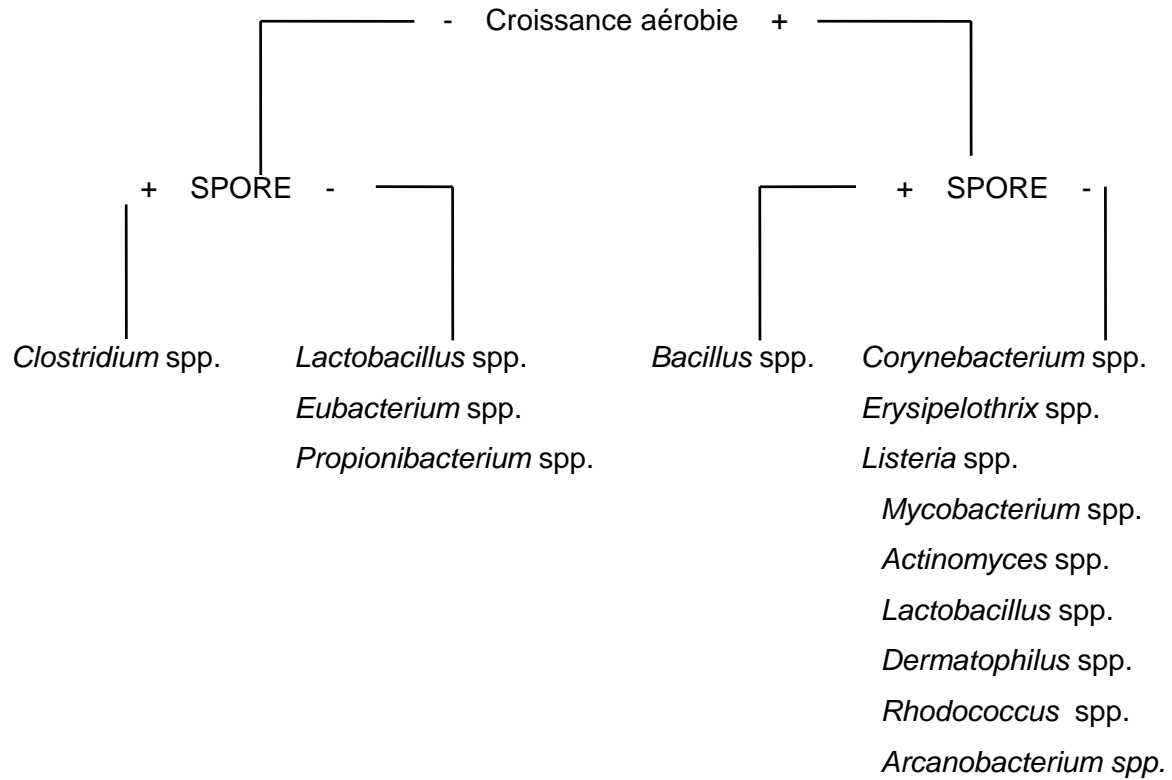 - Croissance aérobie +
+ SPORE - + SPORE -
Clostridium spp. Lactobacillus spp. Bacillus spp. Corynebacterium spp.
Eubacterium spp. Erysipelothrix spp.
Propionibacterium spp. Listeria spp.
Mycobacterium spp.
Actinomyces spp.
Lactobacillus spp.
Dermatophilus spp.
Rhodococcus spp.
Arcanobacterium spp.